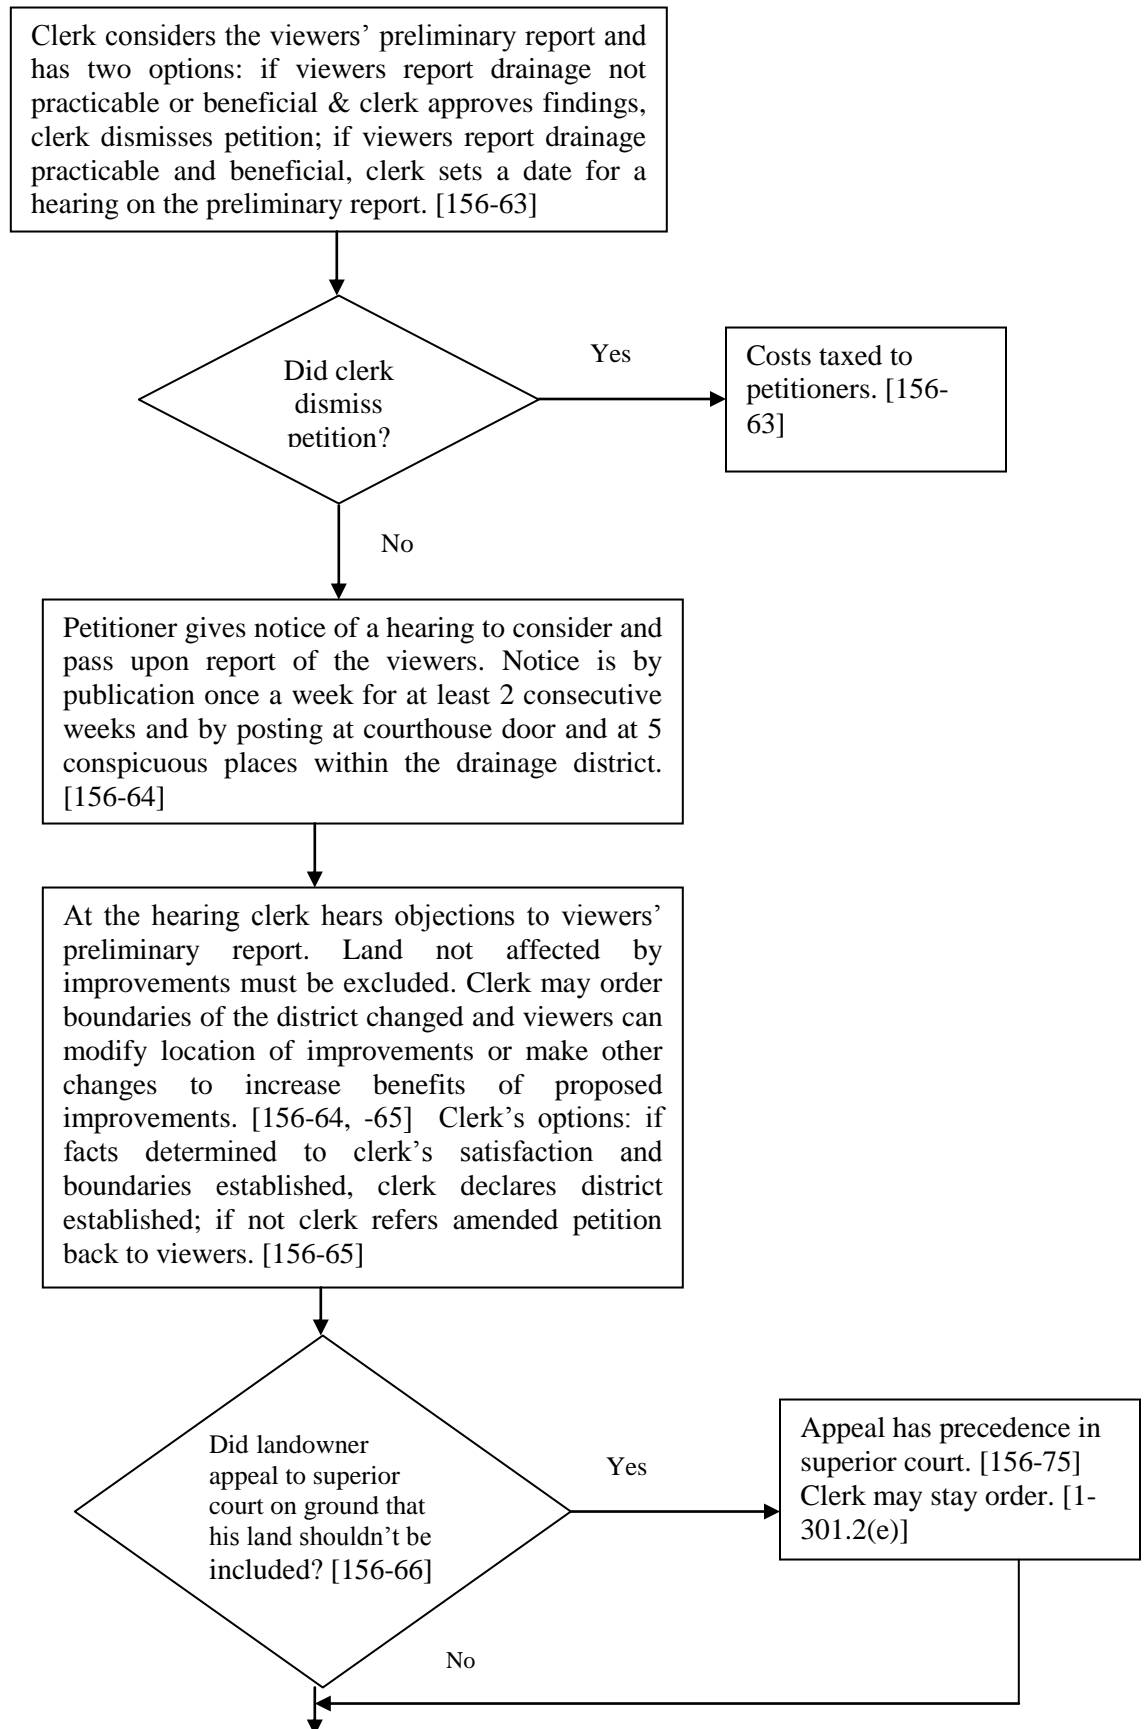 Clerk considers the viewers’ preliminary report and
has two options: if viewers report drainage not
practicable or beneficial & clerk approves findings,
clerk dismisses petition; if viewers report drainage
practicable and beneficial, clerk sets a date for a
hearing on the preliminary report. [156-63]
Did clerk
dismiss
petition?
Yes
Costs taxed to
petitioners. [156-
63]
No
Petitioner gives notice of a hearing to consider and
pass upon report of the viewers. Notice is by
publication once a week for at least 2 consecutive
weeks and by posting at courthouse door and at 5
conspicuous places within the drainage district.
[156-64]
At the hearing clerk hears objections to viewers’
preliminary report. Land not affected by
improvements must be excluded. Clerk may order
boundaries of the district changed and viewers can
modify location of improvements or make other
changes to increase benefits of proposed
improvements. [156-64, -65] Clerk’s options: if
facts determined to clerk’s satisfaction and
boundaries established, clerk declares district
established; if not clerk refers amended petition
back to viewers. [156-65]
Did landowner
appeal to superior
court on ground that
his land shouldn’t be
included? [156-66]
Yes
Appeal has precedence in
superior court. [156-75]
Clerk may stay order. [1-
301.2(e)]
No